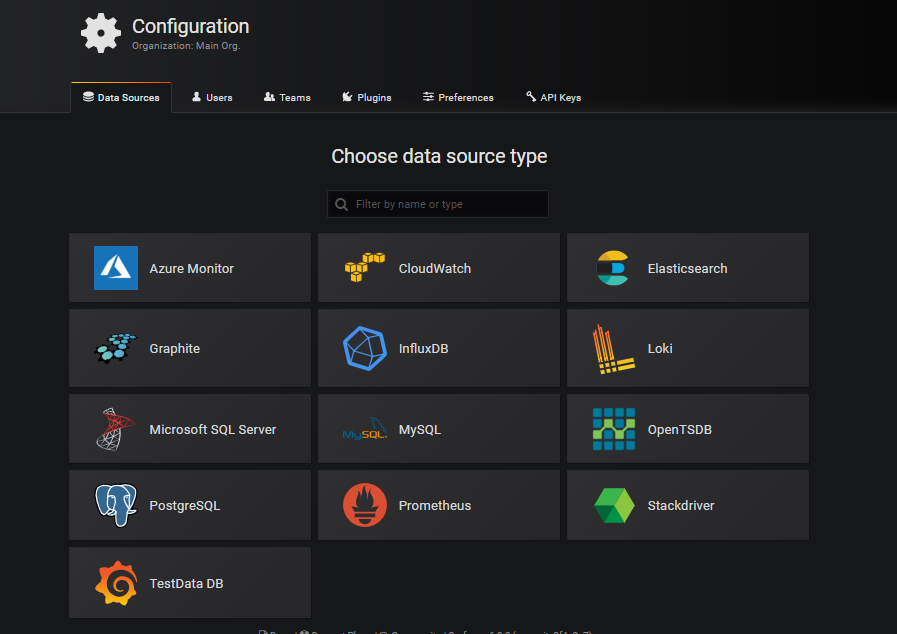 Configuration
Organization: Main Org.
Data Sources Users Teams Plugins Preferences API Keys
Choose data source type
Filter by name or type
Azure Monitor CloudWatch Elasticsearch
Graphite InfluxDB Loki
Microsoft SQL Server MySQL MySQL OpenTSDB
PostgreSQL Prometheus Stackdriver
TestData DB